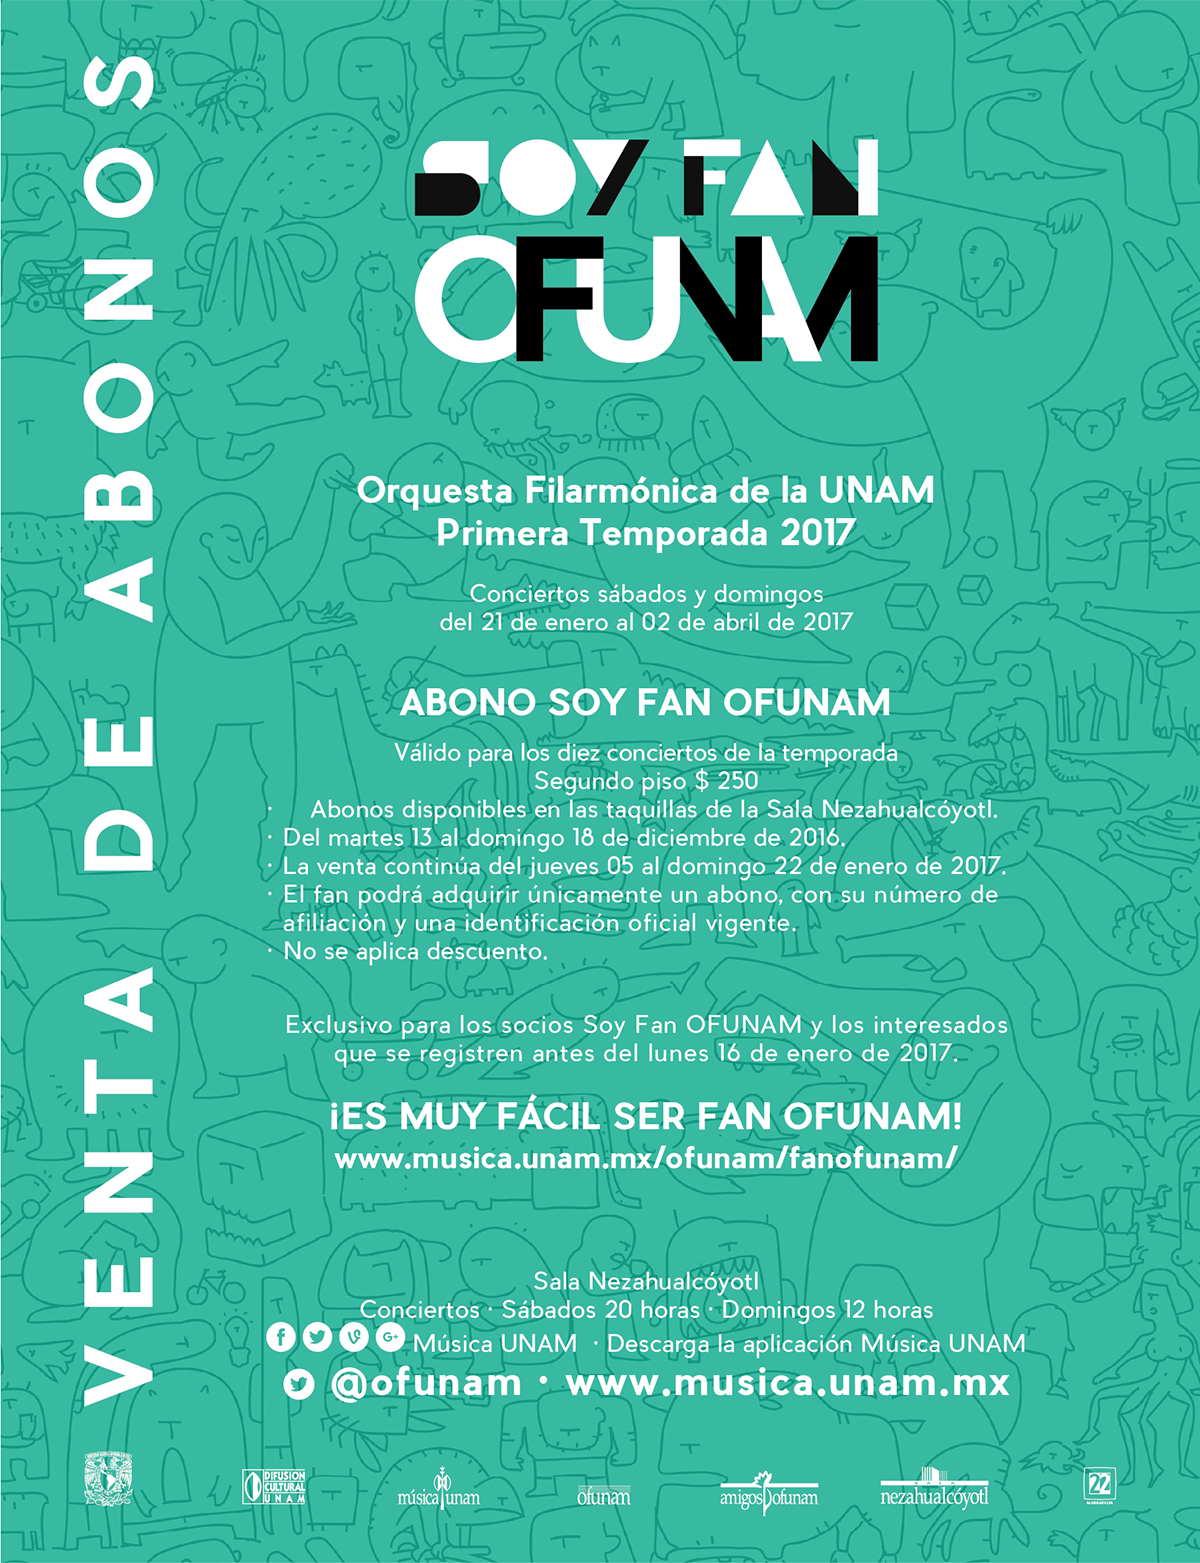 VENTA DE ABONOS
SOY FAN
OFUNAM
Orquesta Filarmónica de la UNAM
Primera Temporada 2017
Conciertos sábados y domingos
del 21 de enero al 02 de abril de 2017
ABONO SOY FAN OFUNAM
Válido para los diez conciertos de la temporada
Segundo piso $ 250
· Abonos disponibles en las taquillas de la Sala Nezahualcóyotl.
· Del martes 13 al domingo 18 de diciembre de 2016.
· La venta continúa del jueves 05 al domingo 22 de enero de 2017.
· El fan podrá adquirir únicamente un abono, con su número de
afiliación y una identificación oficial vigente.
· No se aplica descuento.
Exclusivo para los socios Soy Fan OFUNAM y los interesados
que se registren antes del lunes 16 de enero de 2017.
¡ES MUY FÁCIL SER FAN OFUNAM!
www.musica.unam.mx/ofunam/fanofunam/
Sala Nezahualcóyotl
Conciertos · Sábados 20 horas · Domingos 12 horas
Música UNAM · Descarga la aplicación Música UNAM
@ofunam · www.musica.unam.mx
DIFUSION
CULTURAL
UNAM
música unam
ofunam
amigos ofunam
nezahualcóyotl
22